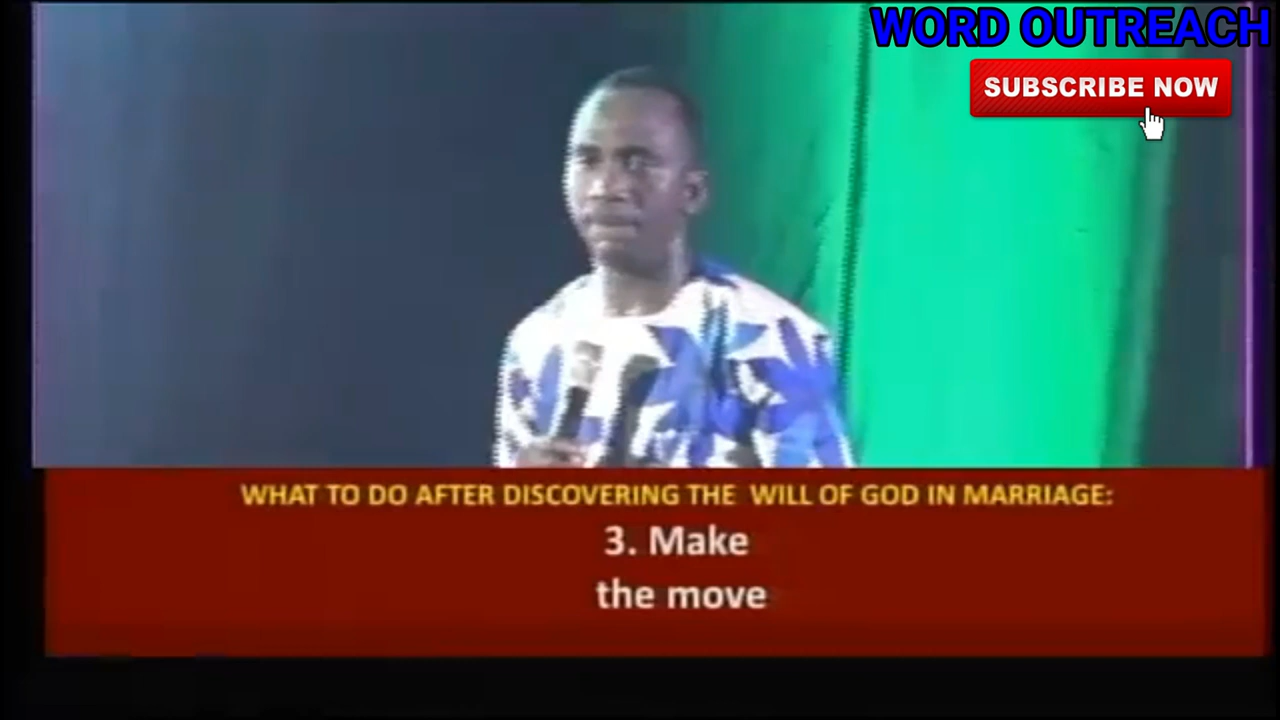 WORD OUTREACH
SUBSCRIBE NOW
WHAT TO DO AFTER DISCOVERING THE WILL OF GOD IN MARRIAGE:
3. Make
the move